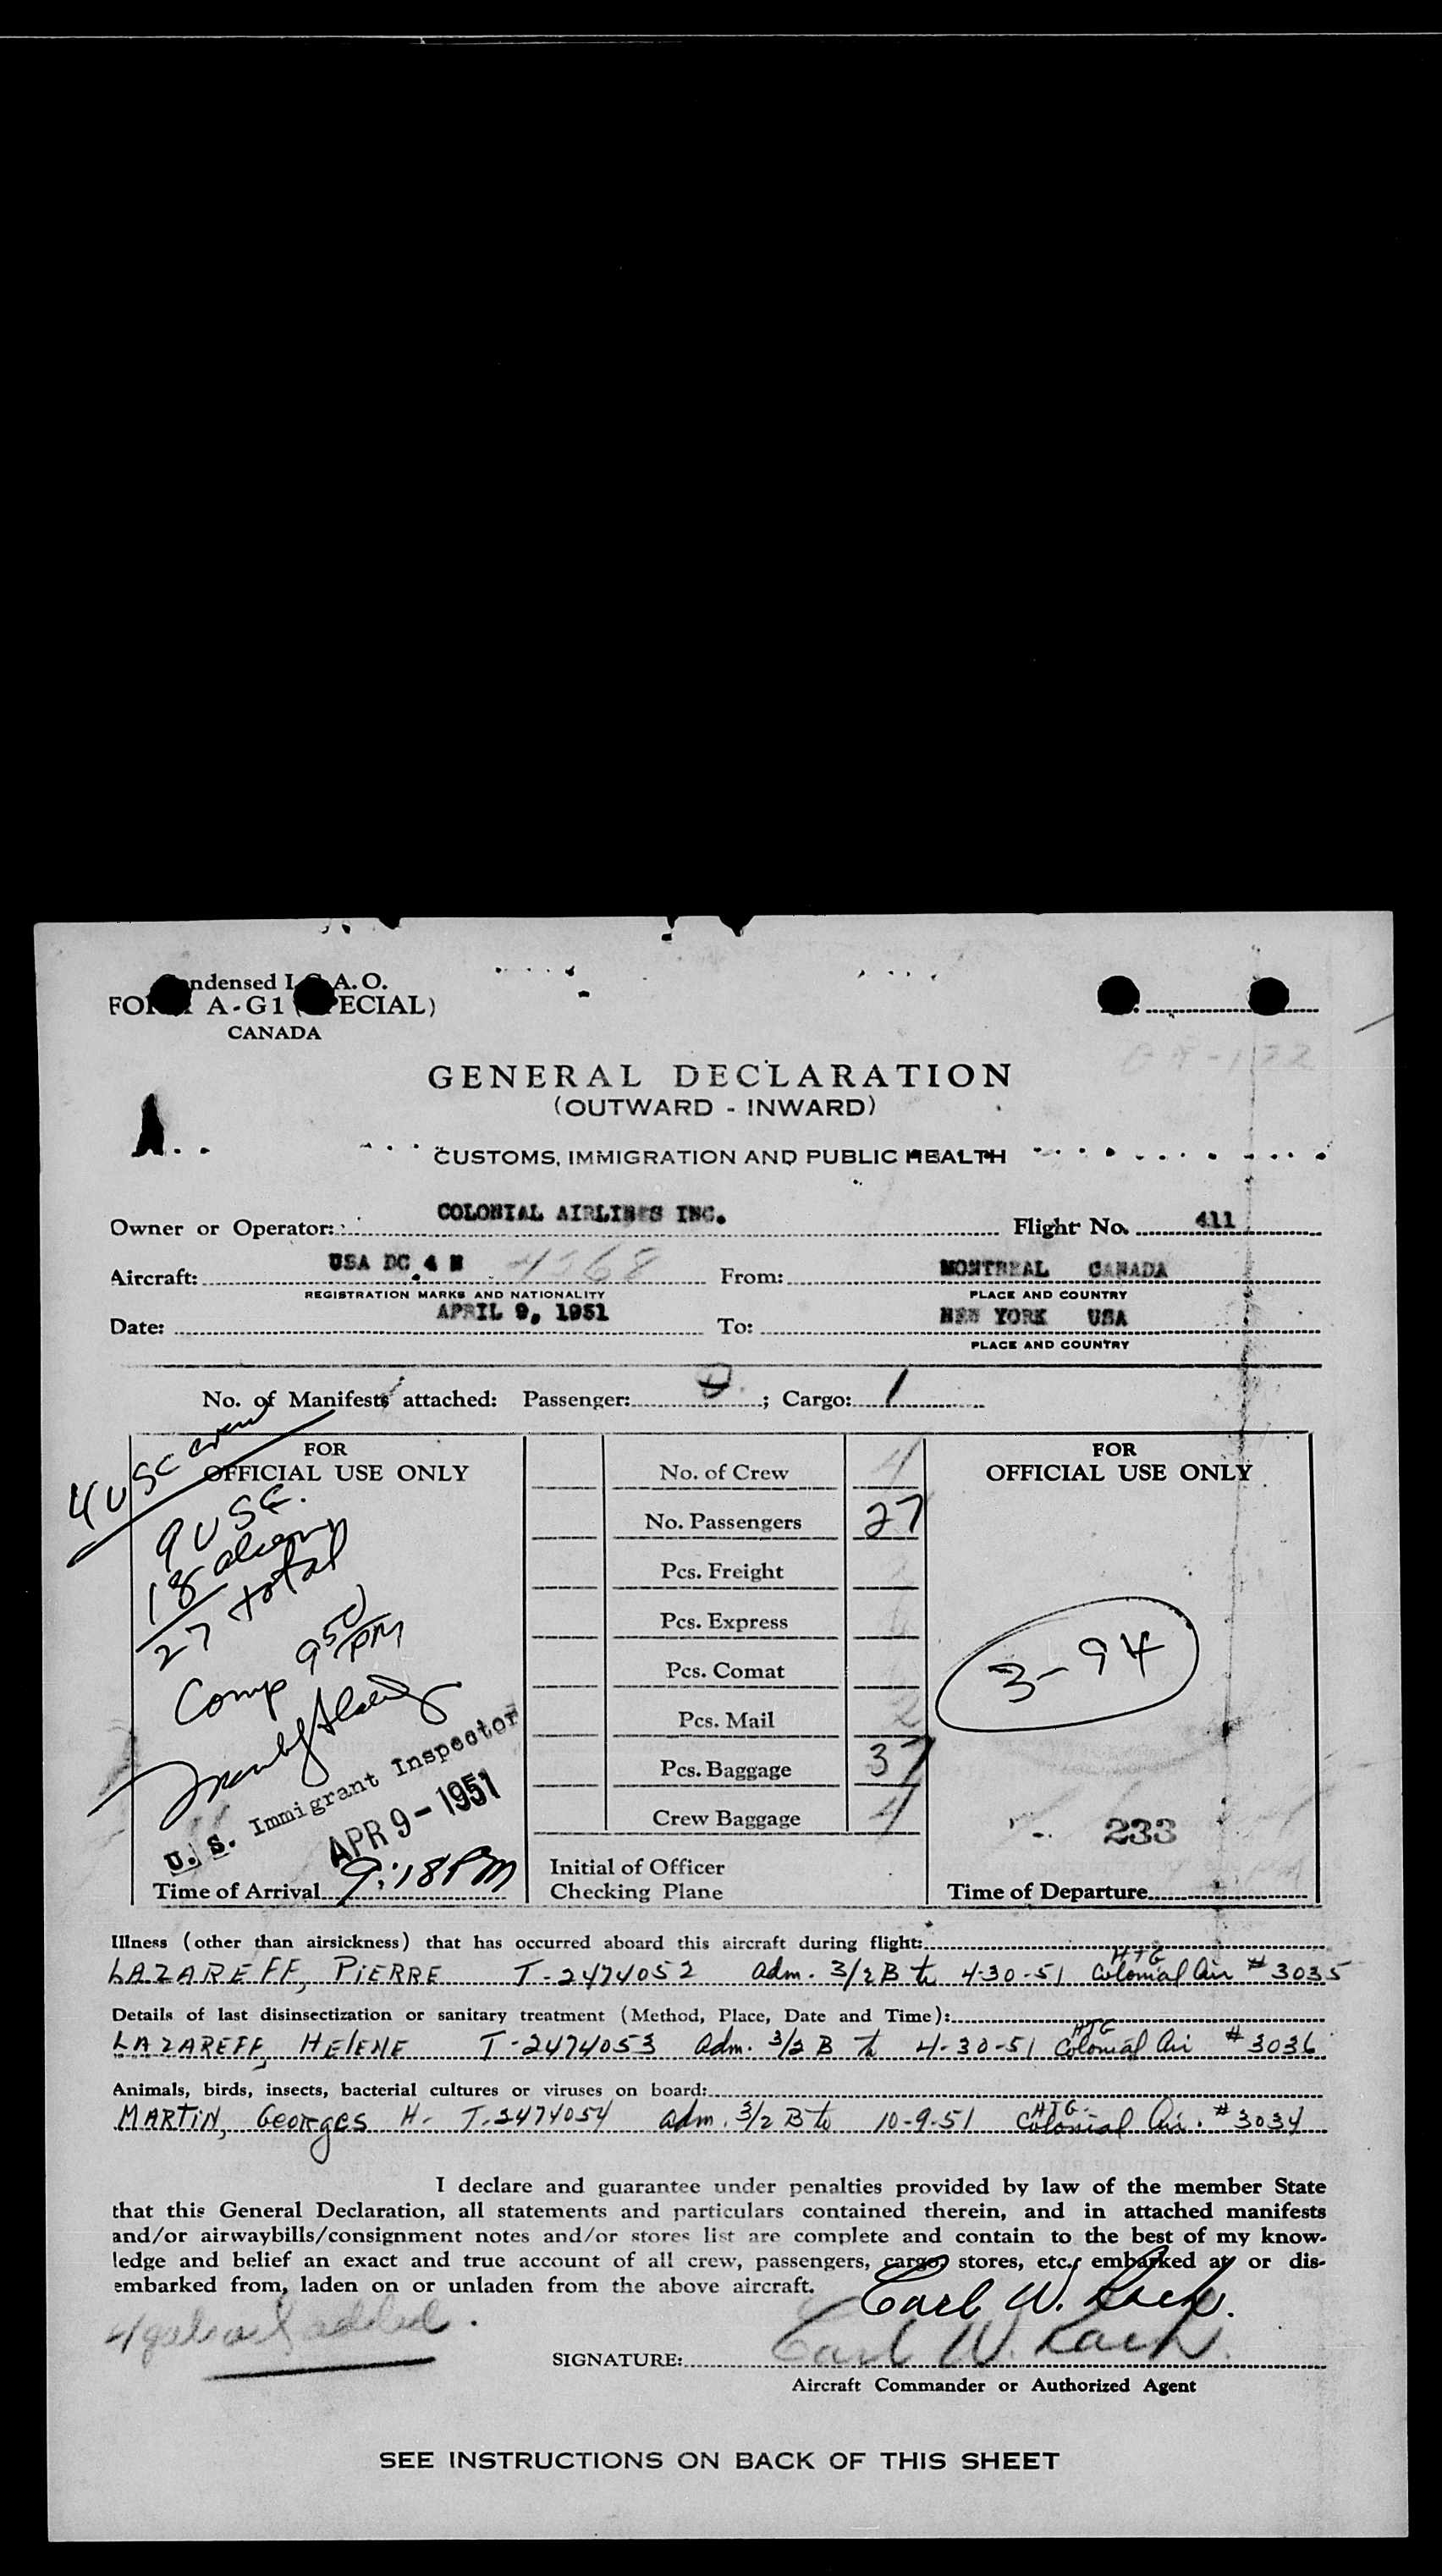 ndensed I. A.O.
A-G1 ( ECIAL)
CANADA
GENERAL DECLARATION
(OUTWARD - INWARD)
CUSTOMS, IMMIGRATION AND PUBLIC HEALTH
Owner or Operator: COLONIAL AIRLINES INC. Flight No. 411
Aircraft: USA DC 4 N 4368 From: MONTREAL CANADA
REGISTRATION MARKS AND NATIONALITY PLACE AND COUNTRY
Date: APRIL 9, 1951 To: NEW YORK USA
PLACE AND COUNTRY
No. of Manifests attached: Passenger: ; Cargo: 1
4 USC crew
FOR
OFFICIAL USE ONLY
9 USC.
18 aliens
27 total
Comp 950 PM
U. S. Immigrant Inspector
APR 9 - 1951
Time of Arrival 9:18 PM
No. of Crew 4
No. Passengers 27
Pcs. Freight
Pcs. Express
Pcs. Comat
Pcs. Mail 2
Pcs. Baggage 37
Crew Baggage 4
Initial of Officer
Checking Plane
FOR
OFFICIAL USE ONLY
3-94
233
Time of Departure
Illness (other than airsickness) that has occurred aboard this aircraft during flight:
LAZAREFF, PIERRE T-2474052 adm. 3/2 B to 4-30-51 HTG Colonial Air #3035
Details of last disinsectization or sanitary treatment (Method, Place, Date and Time):
LAZAREFF, HELENE T-2474053 adm. 3/2 B to 4-30-51 HTG Colonial Air #3036
Animals, birds, insects, bacterial cultures or viruses on board:
MARTIN, Georges H. T-2474054 adm. 3/2 B to 10-9-51 HTG Colonial Air. #3034
I declare and guarantee under penalties provided by law of the member State
that this General Declaration, all statements and particulars contained therein, and in attached manifests
and/or airwaybills/consignment notes and/or stores list are complete and contain to the best of my know-
ledge and belief an exact and true account of all crew, passengers, cargo, stores, etc., embarked at, or dis-
embarked from, laden on or unladen from the above aircraft.
Earl W. Lack.
added.
SIGNATURE: Earl W. Lack.
Aircraft Commander or Authorized Agent
SEE INSTRUCTIONS ON BACK OF THIS SHEET